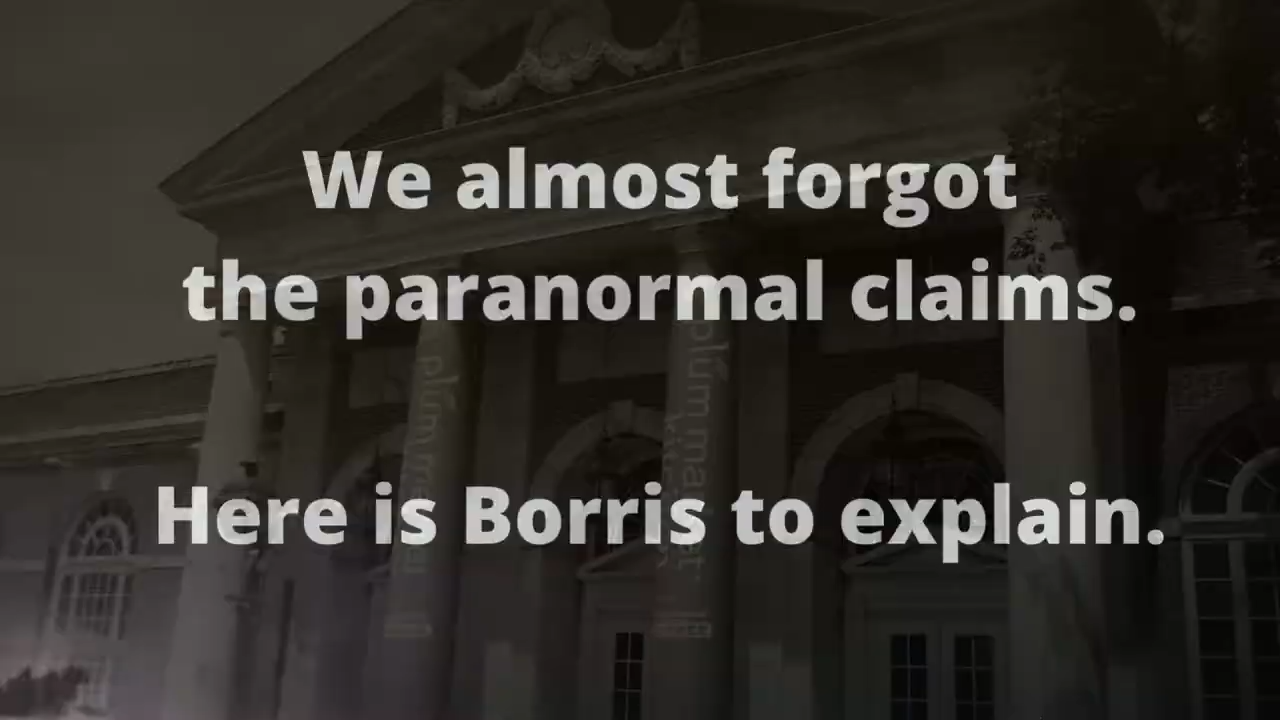 We almost forgot
the paranormal claims.
Here is Borris to explain.